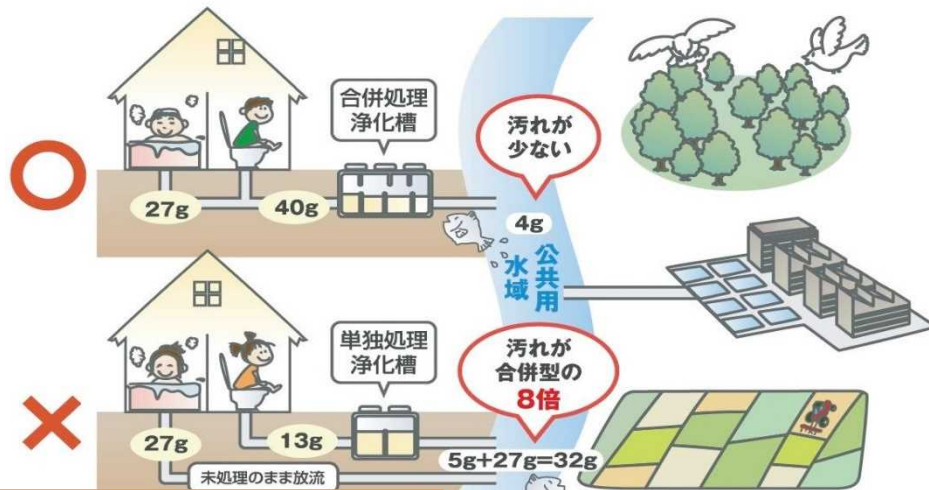 合併処理
浄化槽
汚れが
少ない
27g
40g
4g
公共用
水域
単独処理
浄化槽
汚れが
合併型の
8倍
27g
13g
5g+27g=32g
未処理のまま放流